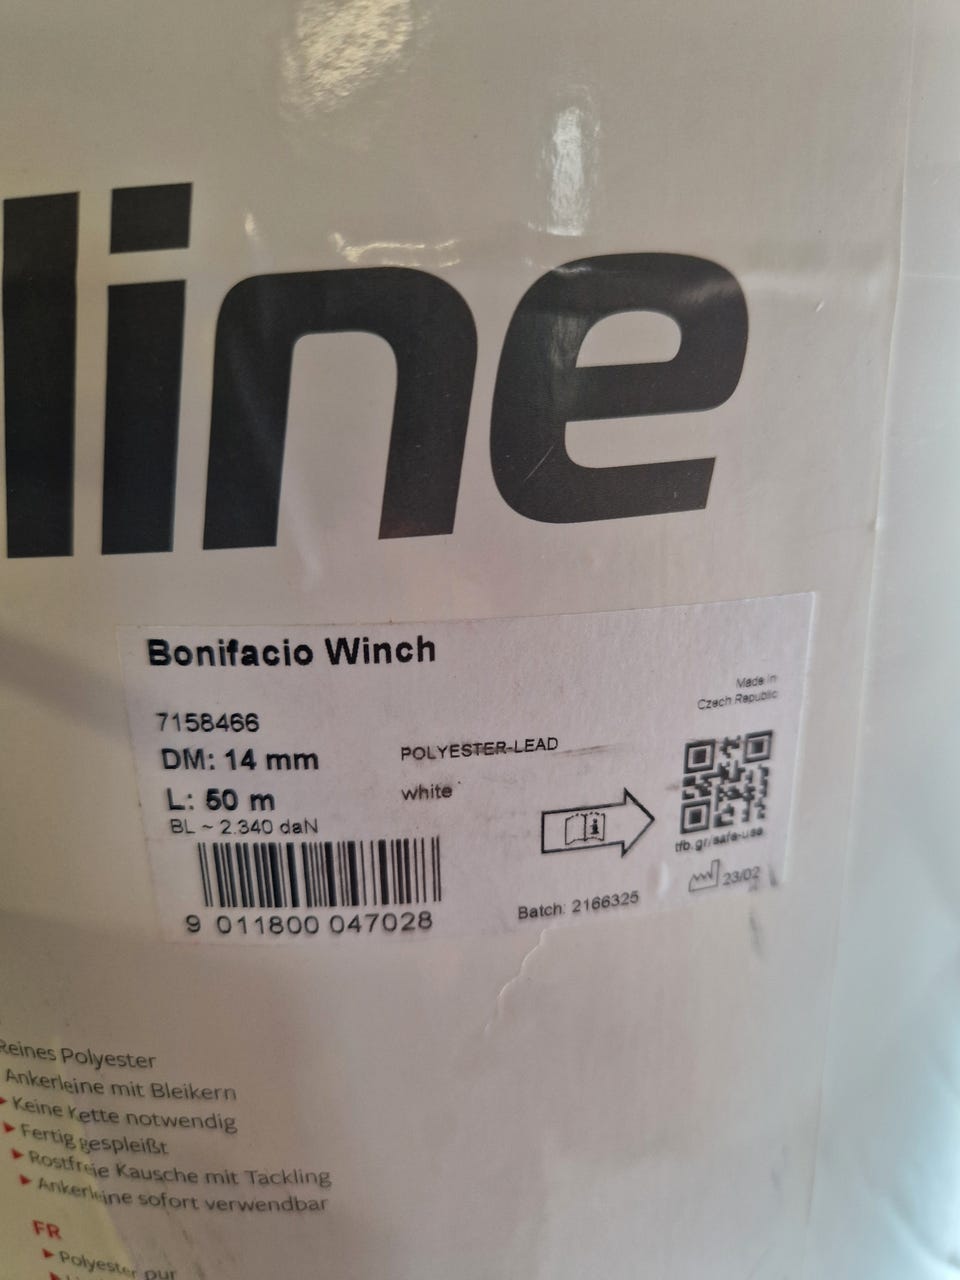 line
Bonifacio Winch
Made in
Czech Republic
7158466
DM: 14 mm
POLYESTER-LEAD
L: 50 m
white
BL ~ 2.340 daN
tfb.gr/safe-use
23/02
9 011800 047028
Batch: 2166325
Reines Polyester
Ankerleine mit Bleikern
Keine Kette notwendig
Fertig gespleißt
Rostfreie Kausche mit Tackling
Ankerleine sofort verwendbar
FR
Polyester pur